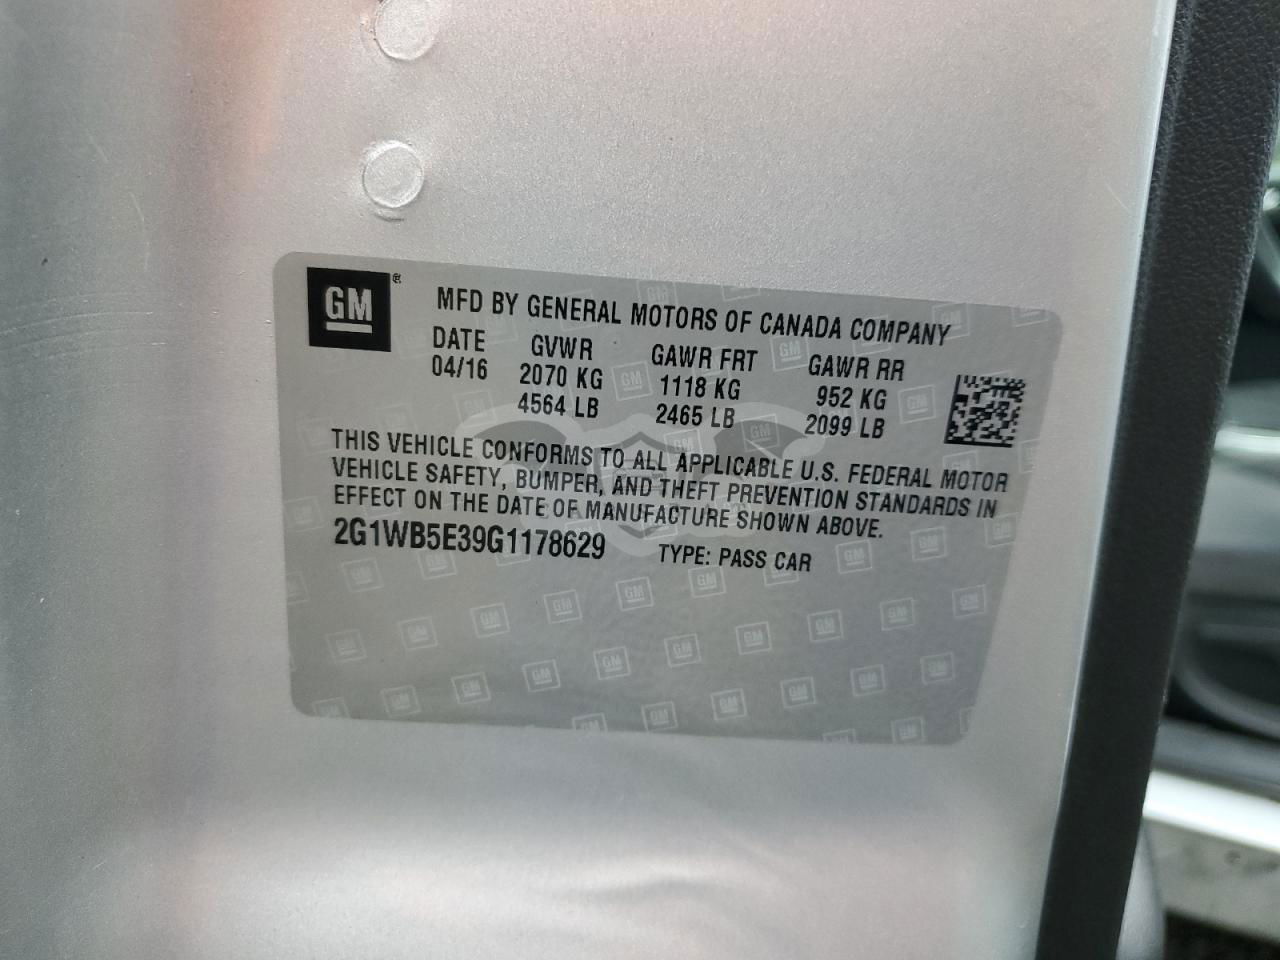 GM®
MFD BY GENERAL MOTORS OF CANADA COMPANY
DATE GVWR GAWR FRT GAWR RR
04/16 2070 KG 1118 KG 952 KG
4564 LB 2465 LB 2099 LB
THIS VEHICLE CONFORMS TO ALL APPLICABLE U.S. FEDERAL MOTOR
VEHICLE SAFETY, BUMPER, AND THEFT PREVENTION STANDARDS IN
EFFECT ON THE DATE OF MANUFACTURE SHOWN ABOVE.
2G1WB5E39G1178629 TYPE: PASS CAR